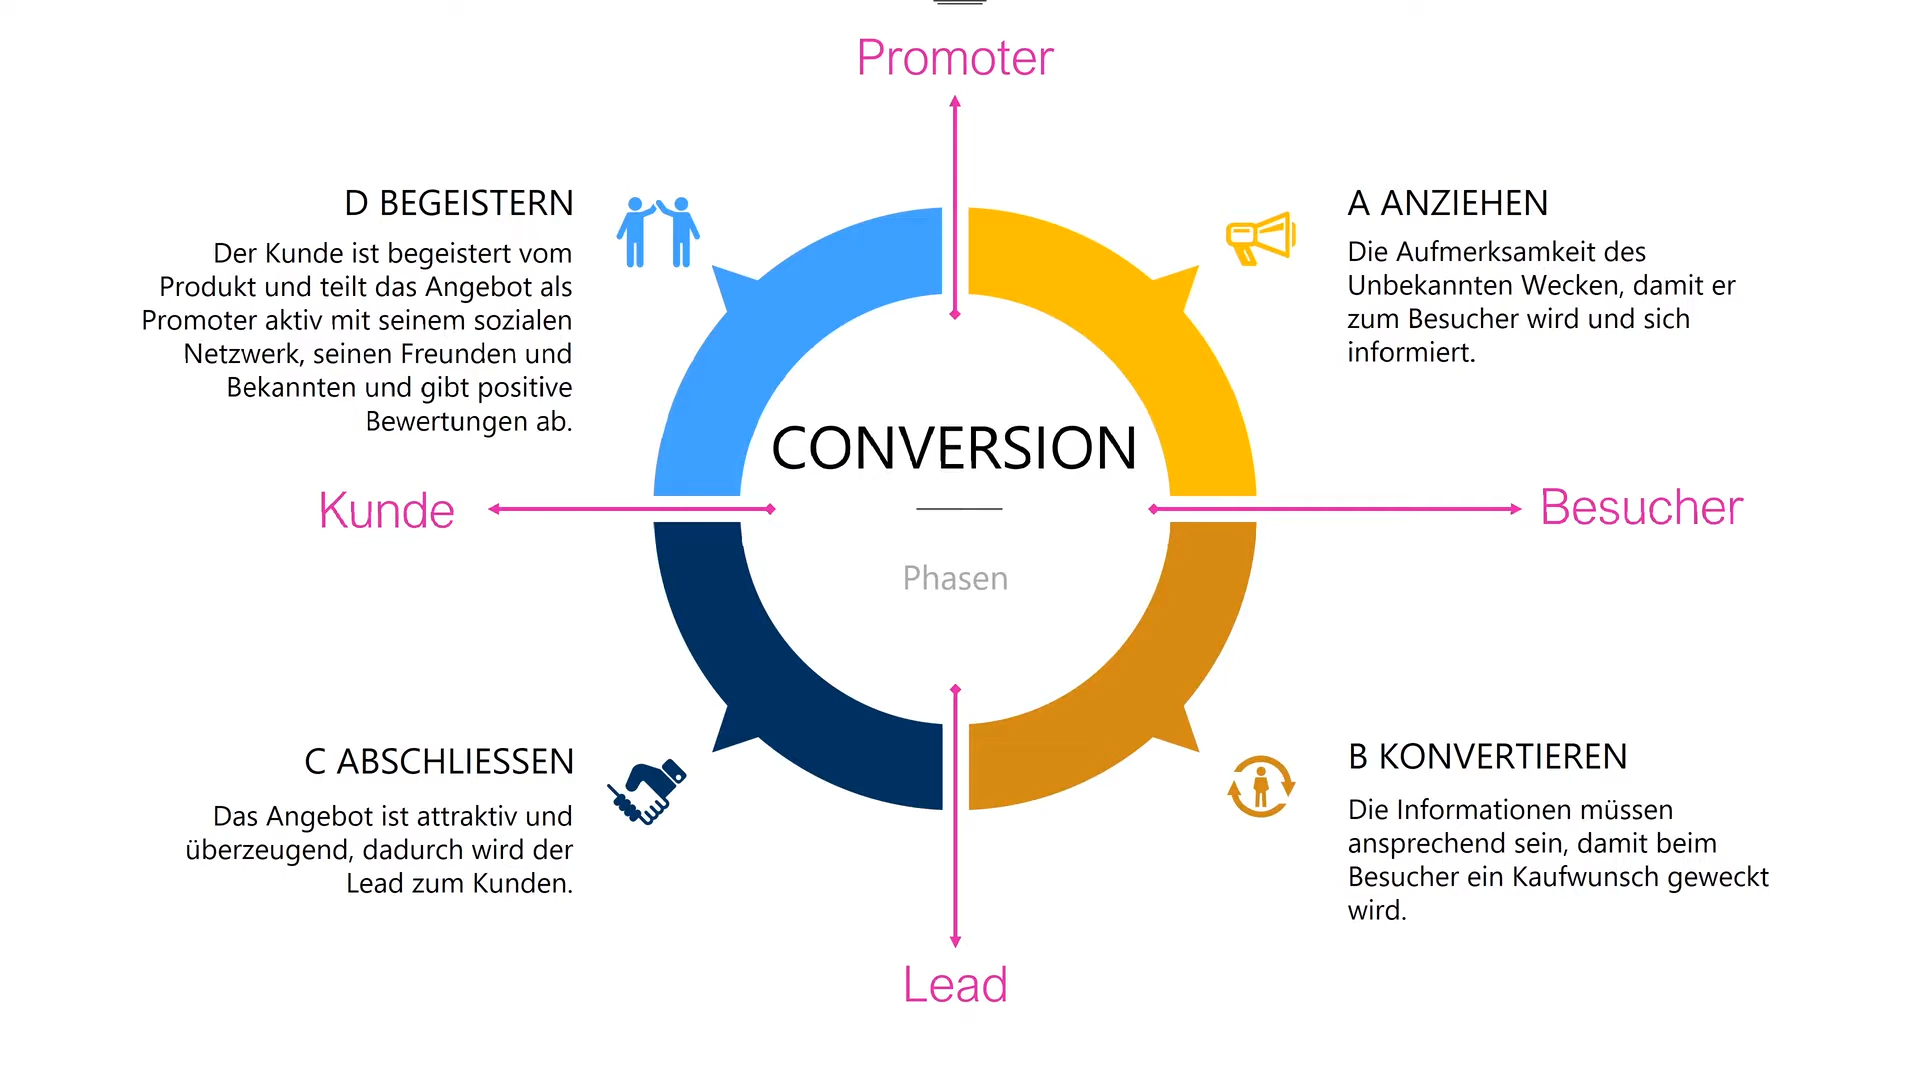 Promoter
D BEGEISTERN
Der Kunde ist begeistert vom
Produkt und teilt das Angebot als
Promoter aktiv mit seinem sozialen
Netzwerk, seinen Freunden und
Bekannten und gibt positive
Bewertungen ab.
A ANZIEHEN
Die Aufmerksamkeit des
Unbekannten Wecken, damit er
zum Besucher wird und sich
informiert.
CONVERSION
Phasen
Kunde
Besucher
C ABSCHLIESSEN
Das Angebot ist attraktiv und
überzeugend, dadurch wird der
Lead zum Kunden.
B KONVERTIEREN
Die Informationen müssen
ansprechend sein, damit beim
Besucher ein Kaufwunsch geweckt
wird.
Lead